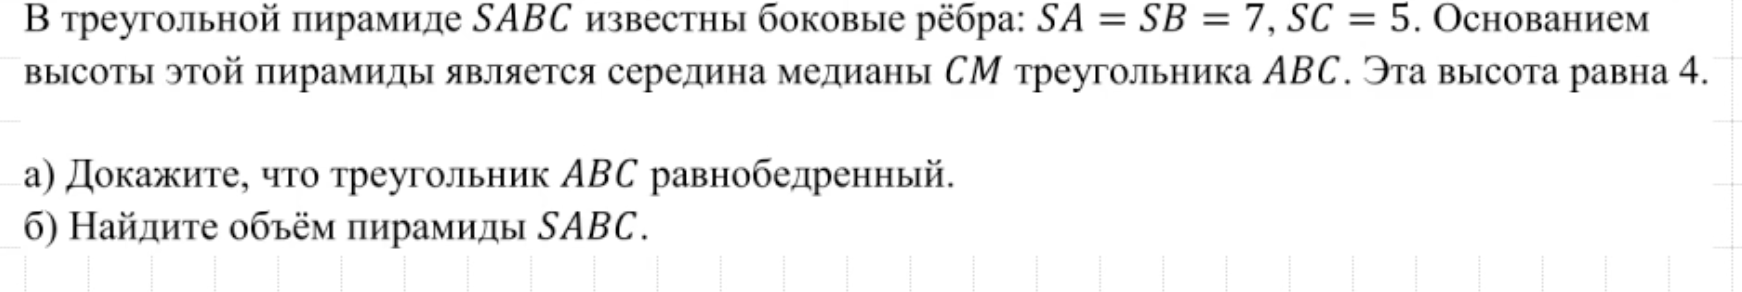 В треугольной пирамиде SABC известны боковые рёбра: SA = SB = 7, SC = 5. Основанием
высоты этой пирамиды является середина медианы CM треугольника ABC. Эта высота равна 4.
а) Докажите, что треугольник ABC равнобедренный.
б) Найдите объём пирамиды SABC.